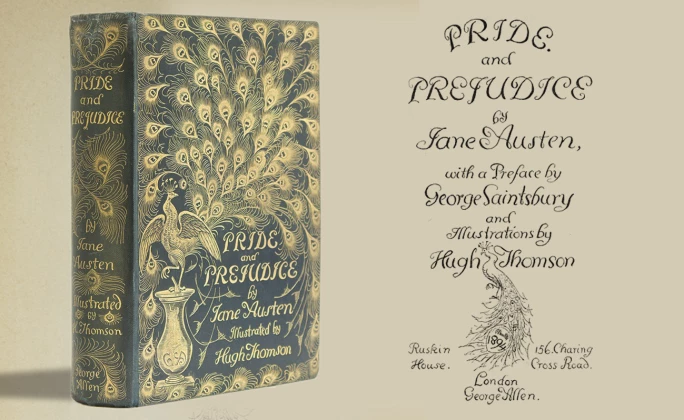 PRIDE
and
PREJUDICE
by
Jane
Austen
Illustrated
by
H. Thomson
George
Allen.
PRIDE
and
PREJUDICE
by
Jane Austen
Illustrated by
Hugh Thomson
PRIDE.
and
PREJUDICE
by
Jane Austen,
with a Preface by
George Saintsbury
and
Illustrations by
Hugh Thomson
1894
Ruskin
House.
156. Charing
Cross Road.
London
George Allen.